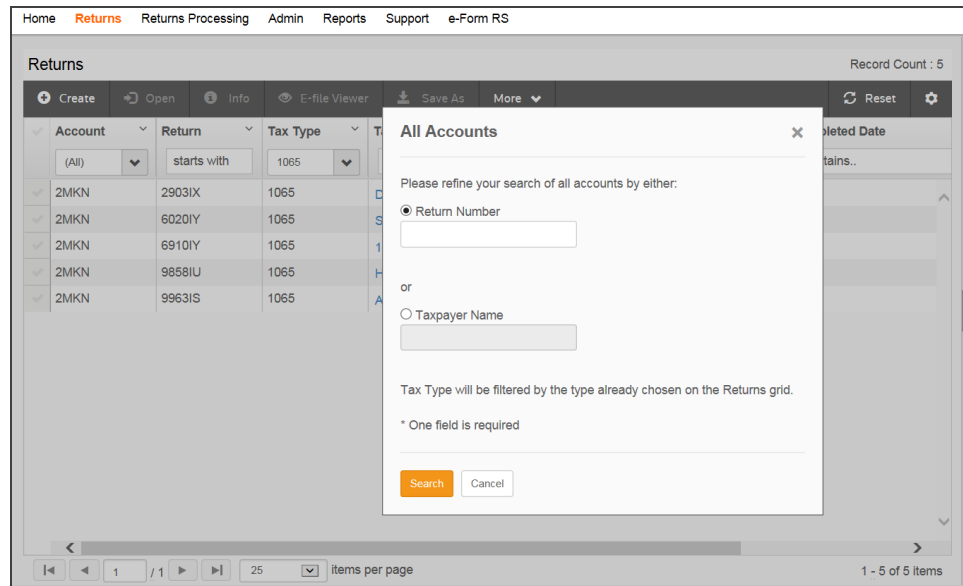 Home Returns Returns Processing Admin Reports Support e-Form RS
Returns Record Count : 5
Create Open Info E-file Viewer Save As More Reset
Account Return Tax Type
(All) starts with 1065
2MKN 2903IX 1065
2MKN 6020IY 1065
2MKN 6910IY 1065
2MKN 9858IU 1065
2MKN 9963IS 1065
All Accounts
Please refine your search of all accounts by either:
Return Number
or
Taxpayer Name
Tax Type will be filtered by the type already chosen on the Returns grid.
* One field is required
Search Cancel
Date
1 / 1 25 items per page 1 - 5 of 5 items